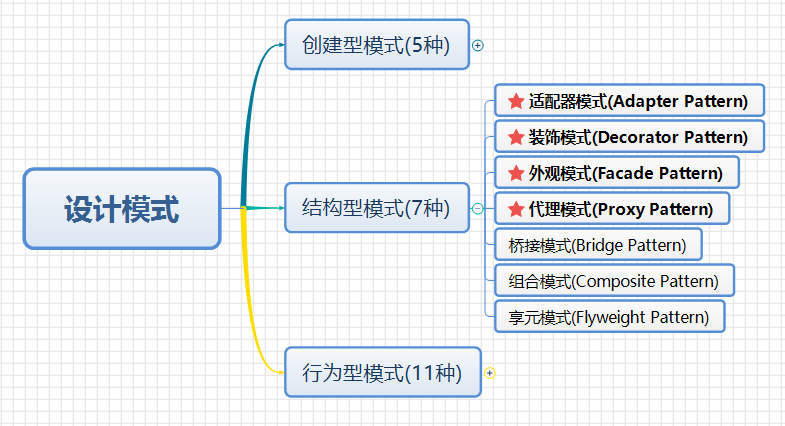 创建型模式(5种)
适配器模式(Adapter Pattern)
装饰模式(Decorator Pattern)
外观模式(Facade Pattern)
设计模式
结构型模式(7种)
代理模式(Proxy Pattern)
桥接模式(Bridge Pattern)
组合模式(Composite Pattern)
享元模式(Flyweight Pattern)
行为型模式(11种)